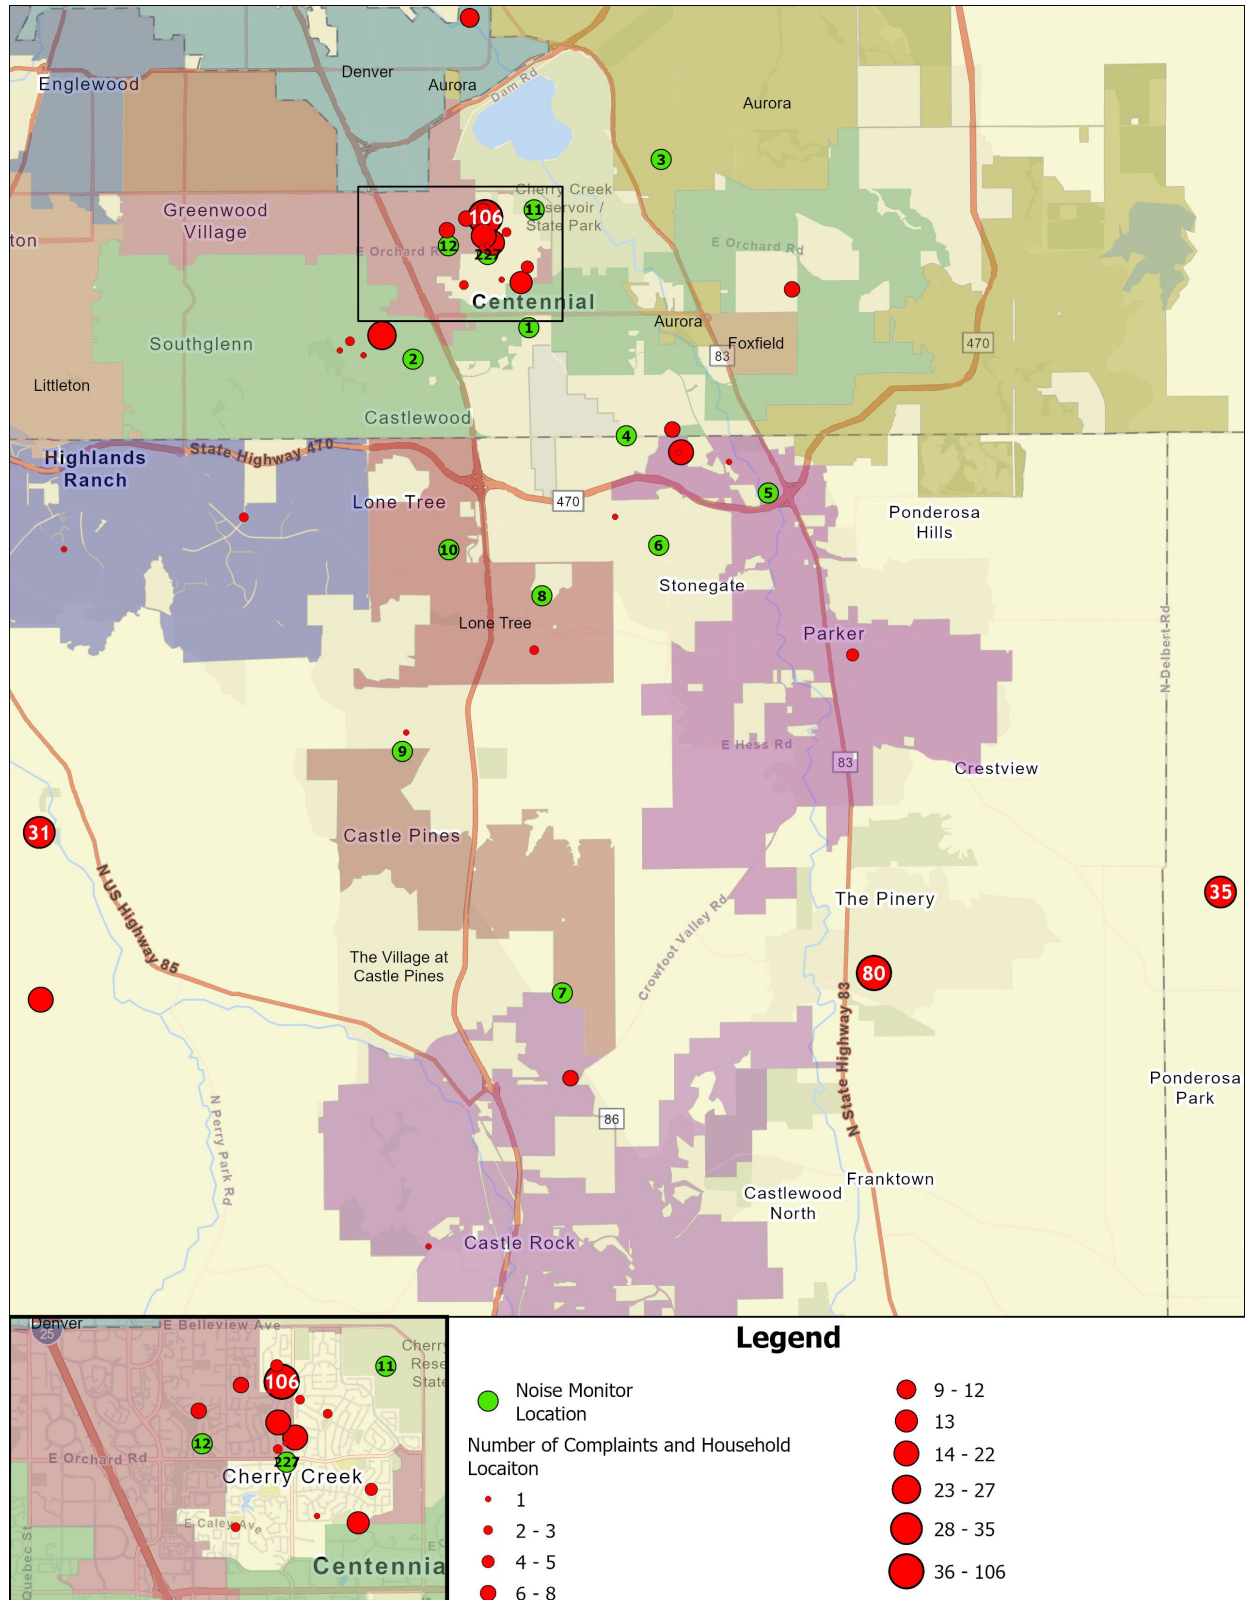 Denver
Englewood
Aurora
Dam Rd
Aurora
3
Cherry Creek
Reservoir /
State Park
Greenwood
Village
106
11
ton
12
E Orchard R
227
E Orchard Rd
Centennial
1
Aurora
Foxfield
83
470
Southglenn
2
Littleton
Castlewood
4
State Highway 470
Highlands
Ranch
Lone Tree
470
5
Ponderosa
Hills
10
6
Stonegate
8
Lone Tree
Parker
N-Delbert-Rd
9
E Hess Rd
83
Crestview
31
Castle Pines
N US Highway 85
The Pinery
35
Crowfoot Valley Rd
The Village at
Castle Pines
80
7
N State Highway 83
Ponderosa
Park
86
N Perry Park Rd
Franktown
Castlewood
North
Castle Rock
Denver
25
E Belleview Ave
Cherry
Rese
State
11
106
12
E Orchard Rd
227
Cherry Creek
E Caley Ave
Quebec St
E
Centennia
Legend
Noise Monitor
Location
Number of Complaints and Household
Locaiton
1
2 - 3
4 - 5
6 - 8
9 - 12
13
14 - 22
23 - 27
28 - 35
36 - 106